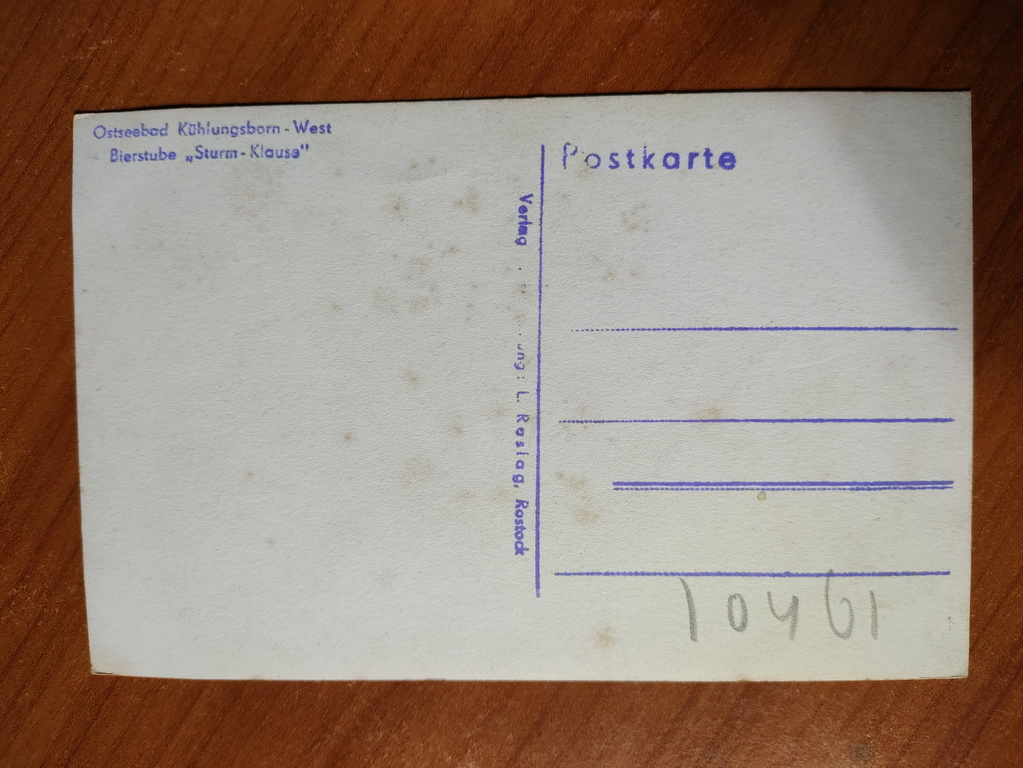 Ostseebad Kühlungsborn - West
Bierstube „Sturm - Klause"
Postkarte
Verlag : L. Roslag, Rostock
10461